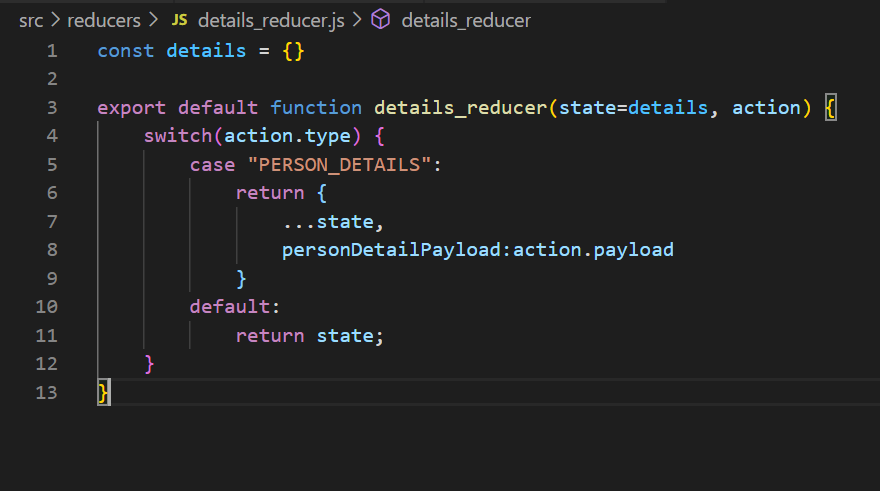 src > reducers > JS details_reducer.js > details_reducer
1 const details = {}
2
3 export default function details_reducer(state=details, action) {
4     switch(action.type) {
5         case "PERSON_DETAILS":
6             return {
7                 ...state,
8                 personDetailPayload:action.payload
9             }
10         default:
11             return state;
12     }
13 }